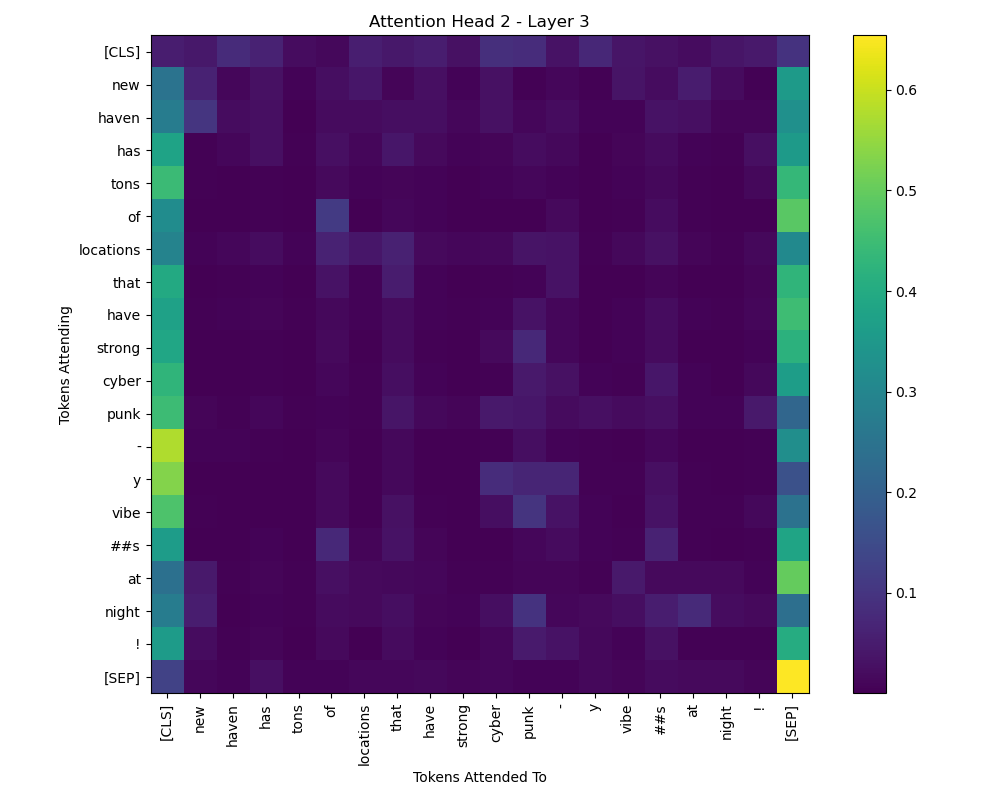 Attention Head 2 - Layer 3
Tokens Attending
[CLS]
new
haven
has
tons
of
locations
that
have
strong
cyber
punk
-
y
vibe
##s
at
night
!
[SEP]
[CLS]
new
haven
has
tons
of
locations
that
have
strong
cyber
punk
-
y
vibe
##s
at
night
!
[SEP]
Tokens Attended To
0.6
0.5
0.4
0.3
0.2
0.1